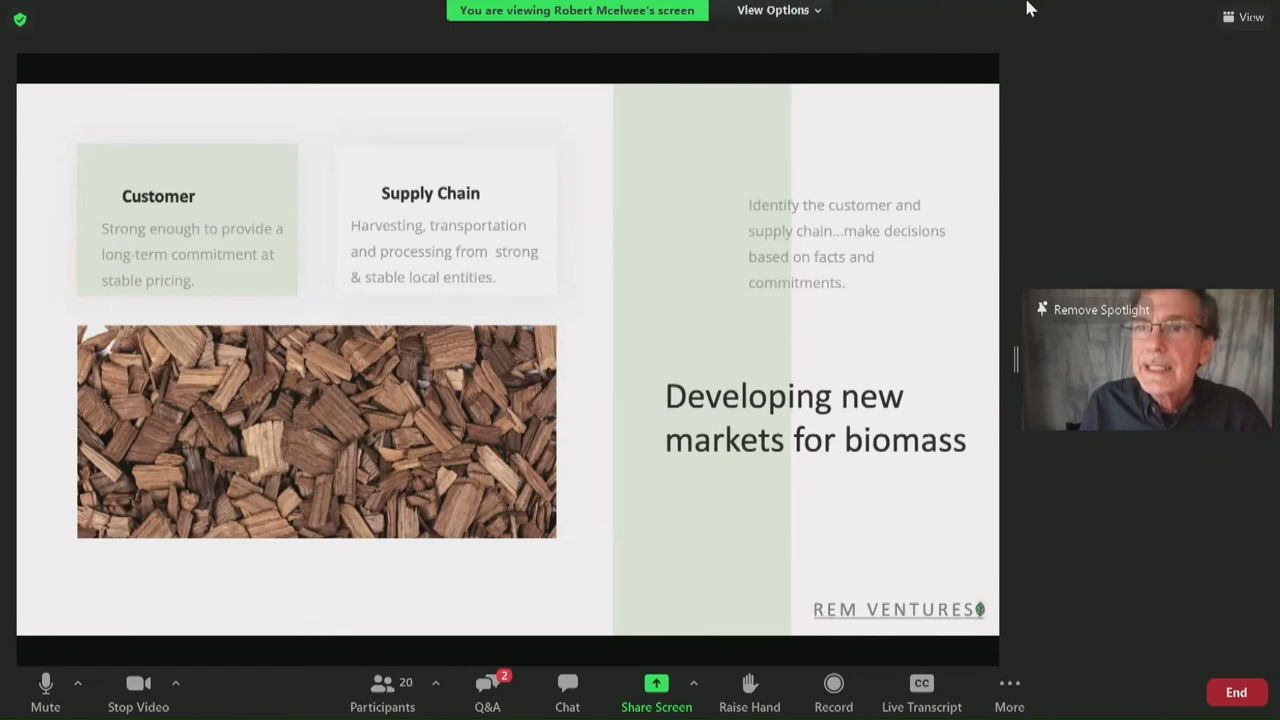 You are viewing Robert Mcelwee's screen
View Options
View
Customer
Strong enough to provide a
long-term commitment at
stable pricing.
Supply Chain
Harvesting, transportation
and processing from strong
& stable local entities.
Identify the customer and
supply chain...make decisions
based on facts and
commitments.
Developing new
markets for biomass
REM VENTURES
Remove Spotlight
Mute
Stop Video
20
Participants
2
Q&A
Chat
Share Screen
Raise Hand
Record
CC
Live Transcript
More
End